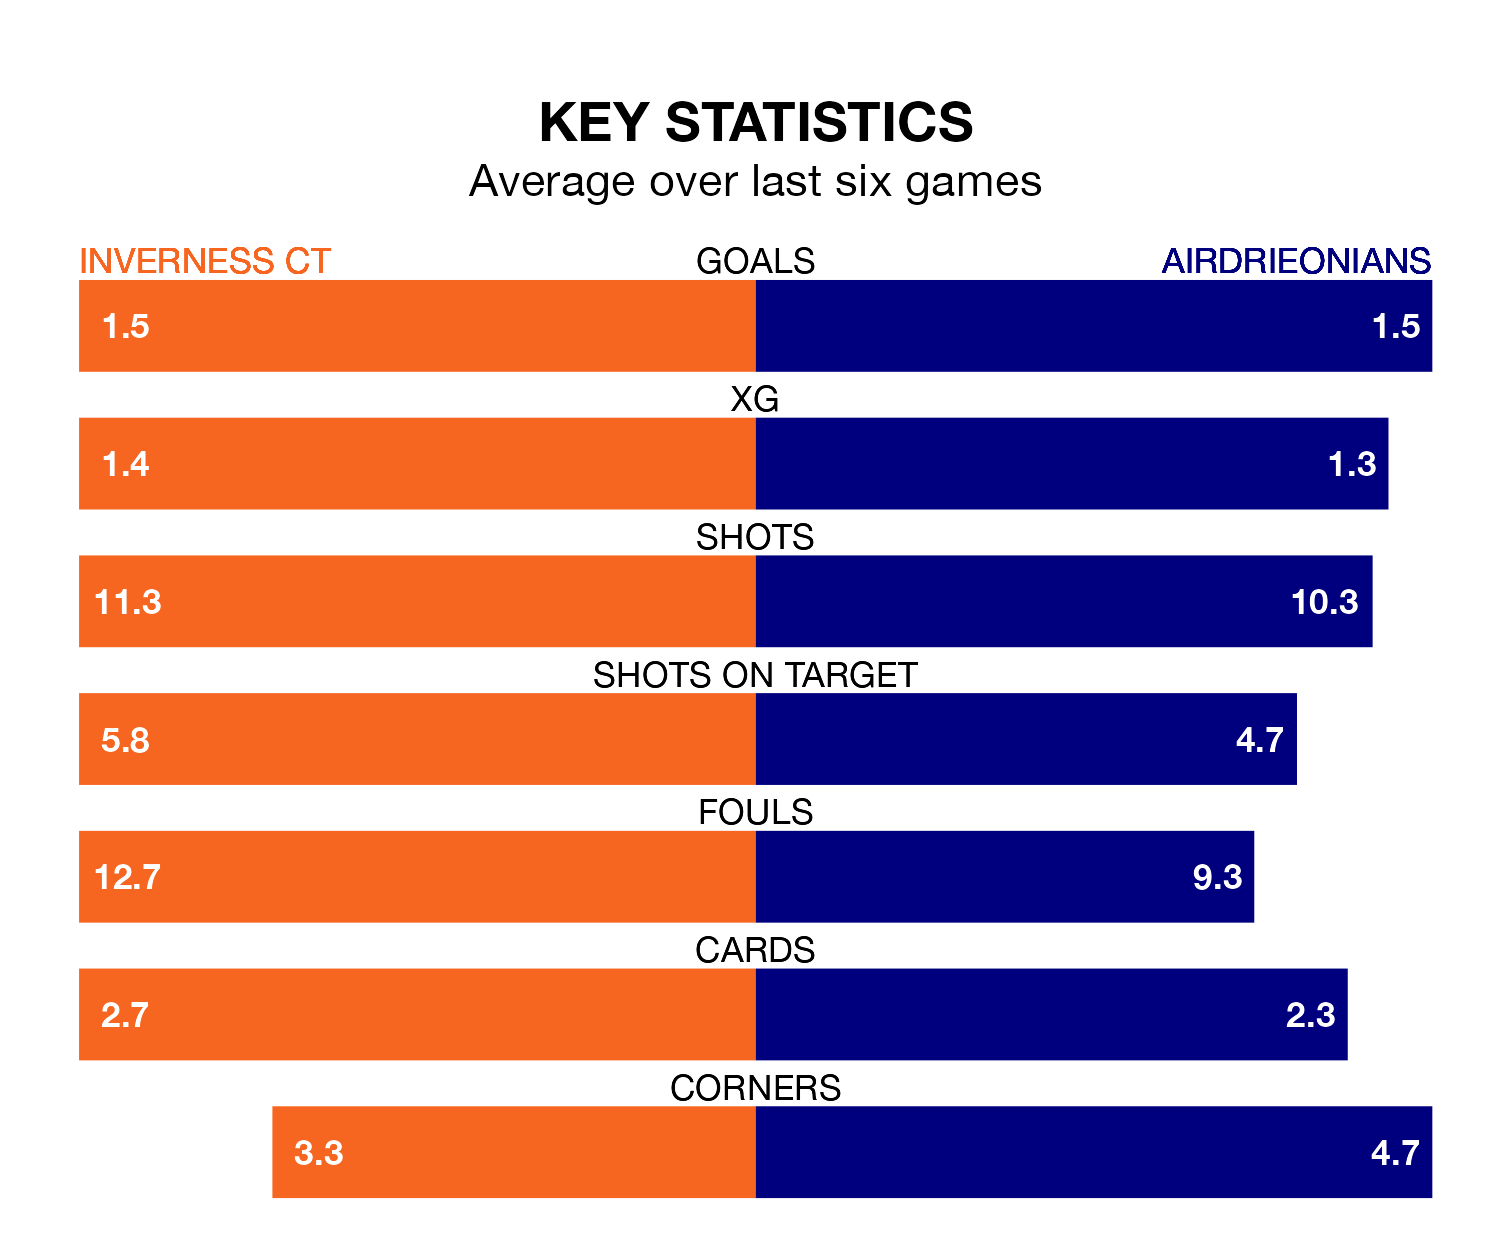 KEY STATISTICS
Average over last six games
INVERNESS CT GOALS AIRDRIEONIANS
1.5 1.5
XG
1.4 1.3
SHOTS
11.3 10.3
SHOTS ON TARGET
5.8 4.7
FOULS
12.7 9.3
CARDS
2.7 2.3
CORNERS
3.3 4.7